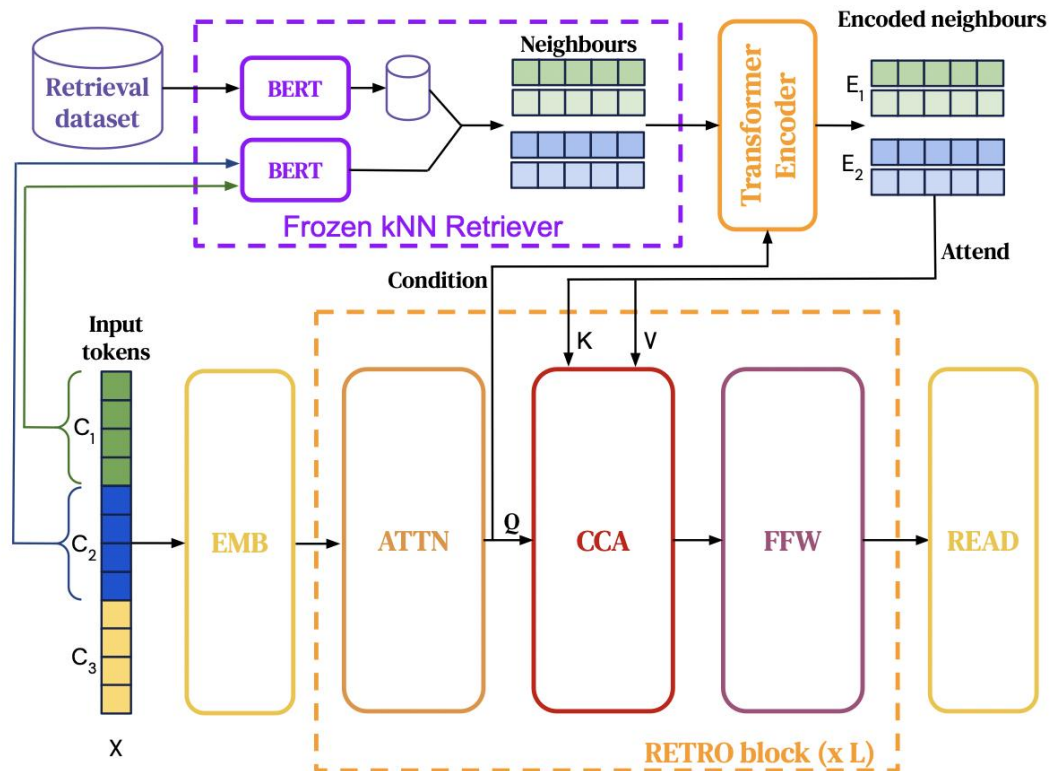 Encoded neighbours
Retrieval
dataset
BERT
BERT
Neighbours
Frozen kNN Retriever
Transformer
Encoder
E1
E2
Condition
Attend
Input
tokens
C1
C2
C3
X
EMB
ATTN
Q
K
V
CCA
FFW
READ
RETRO block (x L)